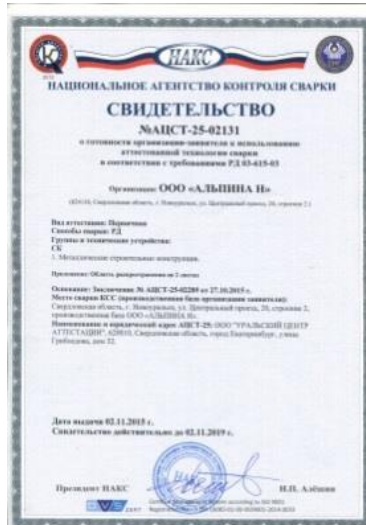 НАКС
НАЦИОНАЛЬНОЕ АГЕНТСТВО КОНТРОЛЯ СВАРКИ
СВИДЕТЕЛЬСТВО
№АЦСТ-25-02131
о готовности организации-заявителя к использованию
аттестованной технологии сварки
в соответствии с требованиями РД 03-615-03
Организация: ООО «АЛЬПИНА Н»
Вид аттестации: Первичная
Способы сварки: РД
Группы и технические устройства:
СК
1. Металлические строительные конструкции.
Приложение: Область распространения на 2 листах
Основание: Заключение № АЦСТ-25-02289 от 27.10.2015 г.
Место сварки КСС (производственная база организации заявителя):
Свердловская область, г. Новоуральск, ул. Центральный проезд, 20, строение 2,
производственная база ООО «АЛЬПИНА Н».
Наименование и юридический адрес АЦСТ-25: ООО "УРАЛЬСКИЙ ЦЕНТР
АТТЕСТАЦИИ", Свердловская область, город Екатеринбург, улица
Грибоедова, дом 32.
Дата выдачи 02.11.2015 г.
Свидетельство действительно до 02.11.2019 г.
Президент НАКС
Н.П. Алёшин